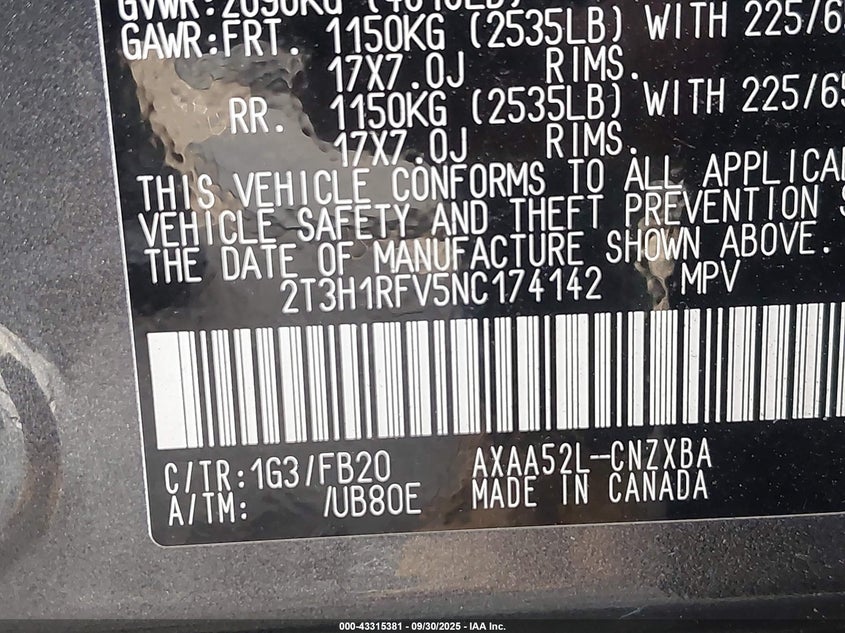 GAWR:FRT. 1150KG (2535LB) WITH 225/65
17X7.0J RIMS.
RR. 1150KG (2535LB) WITH 225/65
17X7.0J RIMS.
THIS VEHICLE CONFORMS TO ALL
VEHICLE SAFETY AND THEFT PREVENTION
THE DATE OF MANUFACTURE SHOWN ABOVE.
2T3H1RFV5NC174142 MPV
C/TR:1G3/FB20 AXAA52L-CNZXBA
A/TM: /UB80E MADE IN CANADA
000-43315381 - 09/30/2025 - IAA Inc.